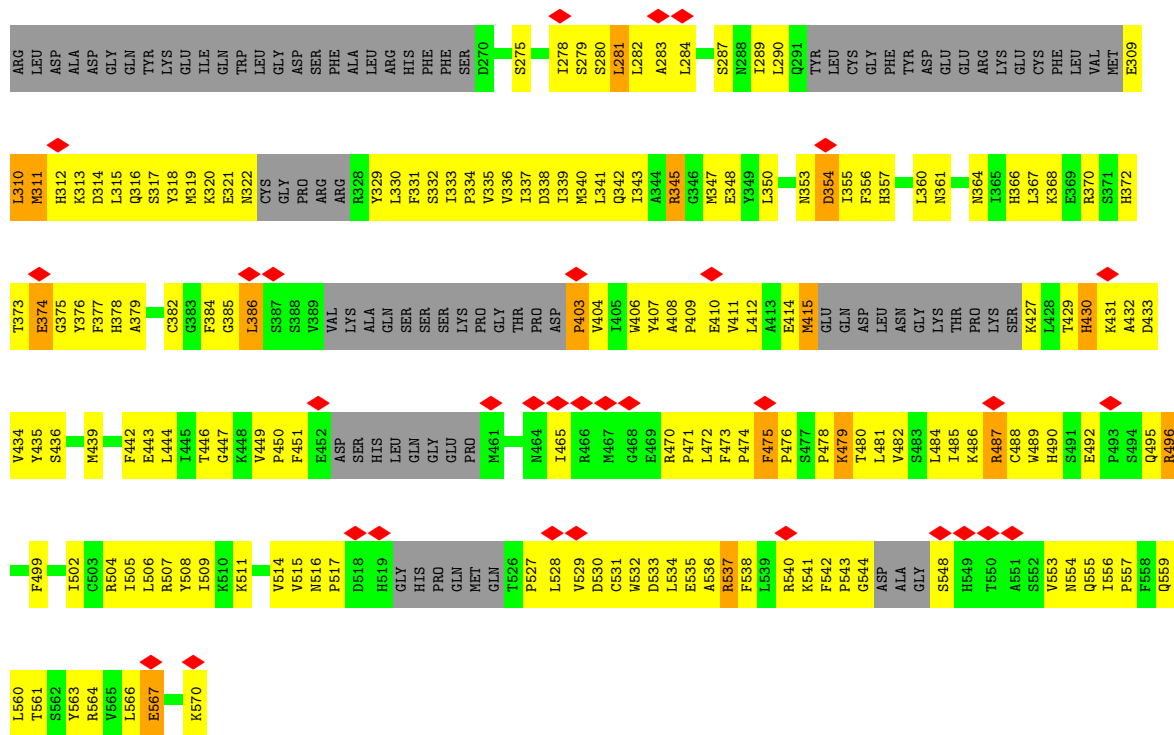 ARG LEU ASP ALA ASP GLY GLN TYR LYS GLU ILE GLN TRP LEU GLY ASP SER PHE ALA LEU ARG HIS PHE PHE SER D270 S275 I278 S279 S280 L281 L282 A283 L284 S287 N288 I289 L290 Q291 TYR LEU CYS GLY PHE TYR ASP GLU GLU ARG LYS GLU CYS PHE LEU VAL MET E309
L310 M311 H312 K313 D314 L315 Q316 S317 Y318 M319 K320 E321 N322 CYS GLY PRO ARG ARG R328 Y329 L330 F331 S332 I333 P334 V335 V336 I337 D338 I339 M340 L341 Q342 I343 A344 R345 G346 M347 E348 Y349 L350 N353 D354 I355 F356 H357 L360 N361 N364 I365 H366 L367 K368 E369 R370 S371 H372
T373 E374 G375 Y376 F377 H378 A379 C382 G383 F384 G385 L386 S387 S388 V389 VAL LYS ALA GLN SER SER SER LYS PRO GLY THR PRO ASP P403 V404 I405 W406 Y407 A408 P409 E410 V411 L412 A413 E414 M415 GLU GLN ASP LEU ASN GLY LYS THR PRO LYS SER K427 L428 T429 H430 K431 A432 D433
V434 Y435 S436 M439 F442 E443 L444 I445 T446 G447 K448 V449 P450 F451 E452 ASP SER HIS LEU GLN GLY GLU PRO M461 N464 I465 R466 M467 G468 E469 R470 P471 L472 F473 P474 F475 P476 S477 P478 K479 T480 L481 V482 S483 L484 I485 K486 R487 C488 W489 H490 S491 E492 P493 S494 Q495 R496
F499 I502 C503 R504 I505 L506 R507 Y508 I509 K510 K511 V514 V515 N516 P517 D518 H519 GLY HIS PRO GLN MET GLN T526 P527 L528 V529 D530 C531 W532 D533 L534 E535 A536 R537 F538 L539 R540 K541 F542 P543 G544 ASP ALA GLY S548 H549 T550 A551 S552 V553 N554 Q555 I556 P557 F558 Q559
L560 T561 S562 Y563 R564 V565 L566 E567 K570